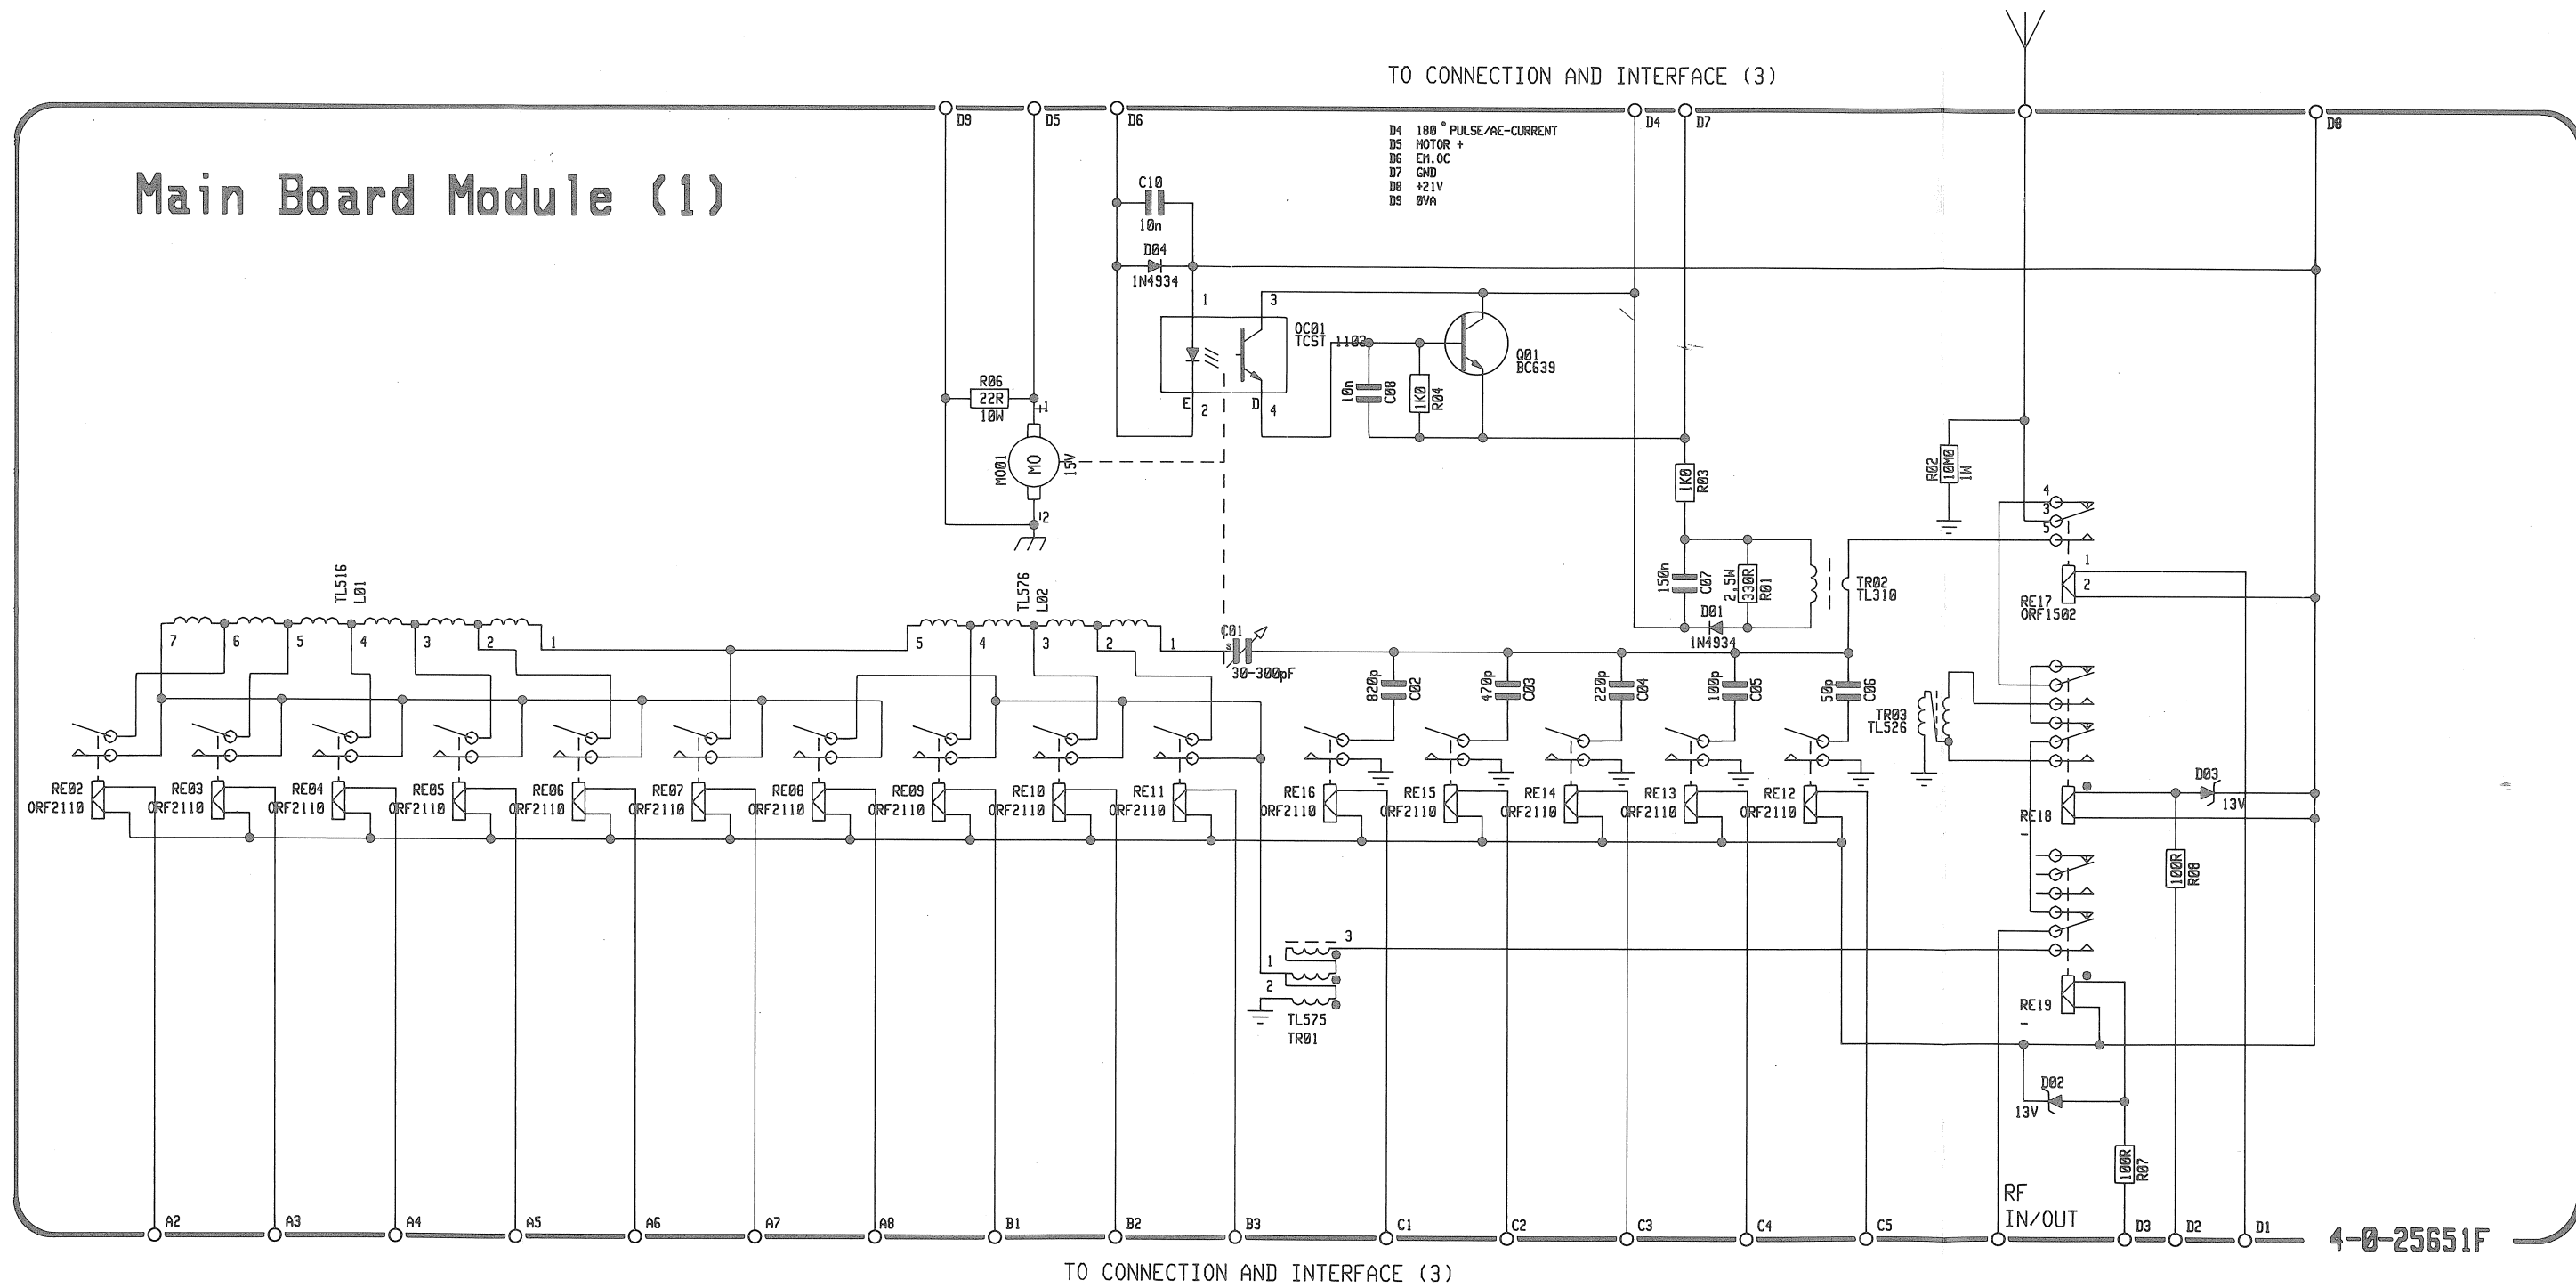 TO CONNECTION AND INTERFACE (3)
D9
D5
D6
D4
D7
D8
Main Board Module (1)
D4 180°PULSE/AE-CURRENT
D5 MOTOR +
D6 EM.OC
D7 GND
D8 +21V
D9 0VA
C10
10n
D04
1N4934
1
3
OC01
TCST 1103
E 2
D 4
10n
C08
1K0
R04
Q01
BC639
R06
22R
10W
+1
MO01
MO
15V
2
R03
1K0
R02
10M0
1W
4
3
5
1
2
RE17
ORF1502
150n
C07
2,5W
330R
R01
TR02
TL310
D01
1N4934
TL516
L01
7
6
5
4
3
2
1
TL576
L02
5
4
3
2
1
C01
30-300pF
820p
C02
470p
C03
220p
C04
100p
C05
50p
C06
TR03
TL526
RE02
ORF2110
RE03
ORF2110
RE04
ORF2110
RE05
ORF2110
RE06
ORF2110
RE07
ORF2110
RE08
ORF2110
RE09
ORF2110
RE10
ORF2110
RE11
ORF2110
RE16
ORF2110
RE15
ORF2110
RE14
ORF2110
RE13
ORF2110
RE12
ORF2110
D03
13V
RE18
-
100R
R08
3
1
2
TL575
TR01
RE19
-
D02
13V
100R
R07
RF
IN/OUT
A2
A3
A4
A5
A6
A7
A8
B1
B2
B3
C1
C2
C3
C4
C5
D3
D2
D1
4-0-25651F
TO CONNECTION AND INTERFACE (3)